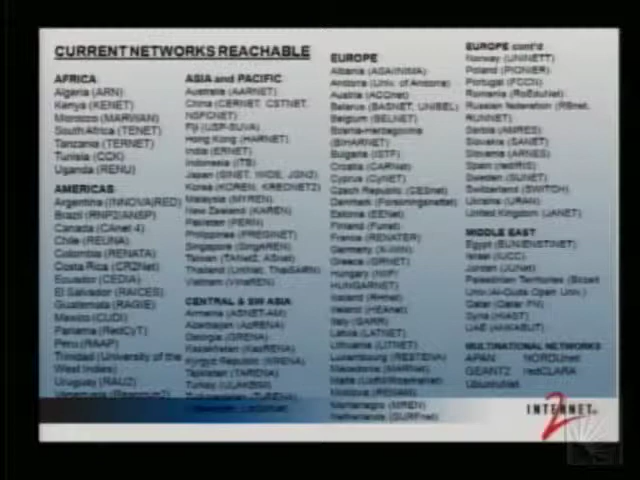 CURRENT NETWORKS REACHABLE
AFRICA
Algeria (ARN)
Kenya (KENET)
Morocco (MARWAN)
South Africa (TENET)
Tanzania (TERNET)
Tunisia (CCK)
Uganda (RENU)
AMERICAS
Argentina (INNOVA|RED)
Brazil (RNP2/ANSP)
Canada (CAnet 4)
Chile (REUNA)
Colombia (RENATA)
Costa Rica (CR2Net)
Ecuador (CEDIA)
El Salvador (RAICES)
Guatemala (RAGIE)
Mexico (CUDI)
Panama (RedCyT)
Peru (RAAP)
Trinidad (University of the
West Indies)
Uruguay (RAU2)
ASIA and PACIFIC
Australia (AARNET)
China (CERNET, CSTNET,
NSFCNET)
Fiji (USP-SUVA)
Hong Kong (HARNET)
India (ERNET)
Indonesia (ITB)
Japan (SINET, WIDE, JGN2)
Korea (KOREN, KREONET2)
Malaysia (MYREN)
New Zealand (KAREN)
Pakistan (PERN)
Philippines (PREGINET)
Singapore (SingAREN)
Taiwan (TANet2, ASnet)
Thailand (UniNet, ThaiSARN)
Vietnam (VinaREN)
CENTRAL & SW ASIA
Armenia (ASNET-AM)
Azerbaijan (AzRENA)
Georgia (GRENA)
Kazakhstan (KazRENA)
Kyrgyz Republic (KRENA)
Tajikistan (TARENA)
Turkey (ULAKBIM)
EUROPE
Albania
Andorra (Univ. of Andorra)
Austria (ACOnet)
Belarus (BASNET, UNIBEL)
Belgium (BELNET)
Bosnia-Herzegovina
(BIHARNET)
Bulgaria (ISTF)
Croatia (CARNet)
Cyprus (CyNet)
Czech Republic (CESnet)
Denmark (Forskningsnettet)
Estonia (EENet)
Finland (Funet)
France (RENATER)
Germany (X-WIN)
Greece (GRNET)
Hungary (NIIF/
HUNGARNET)
Iceland (RHnet)
Ireland (HEAnet)
Italy (GARR)
Latvia (LATNET)
Lithuania (LITNET)
Luxembourg (RESTENA)
Macedonia (MARNet)
Malta
Moldova (RENAM)
Montenegro (MREN)
Netherlands (SURFnet)
EUROPE cont'd
Norway (UNINETT)
Poland (PIONIER)
Portugal (FCCN)
Romania (RoEduNet)
Russian federation (RBnet,
RUNNET)
Serbia (AMRES)
Slovakia (SANET)
Slovenia (ARNES)
Spain (redIRIS)
Sweden (SUNET)
Switzerland (SWITCH)
Ukraine (URAN)
United Kingdom (JANET)
MIDDLE EAST
Egypt (EUN/ENSTINET)
Israel (IUCC)
Jordan (JUNet)
Palestinian Territories (Birzeit
Univ./Al-Quds Open Univ.)
Qatar (Qatar FN)
Syria (HIAST)
UAE (ANKABUT)
MULTINATIONAL NETWORKS
APAN NORDUnet
GEANT2 redCLARA
UbuntuNet
INTERNET
2